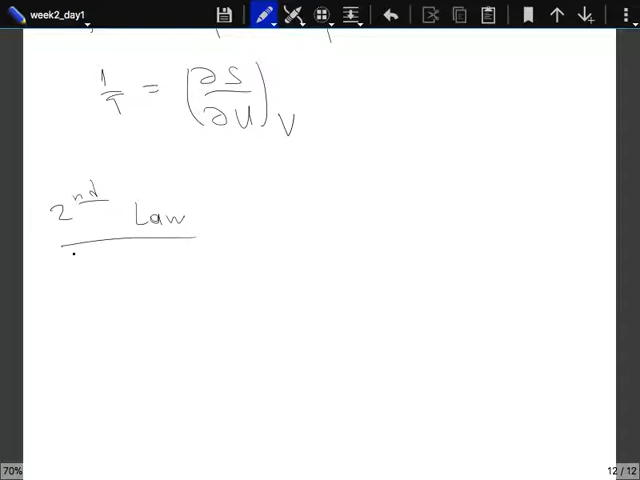 week2_day1
1/T = (∂S/∂U)_V
2nd Law
70%
12 / 12